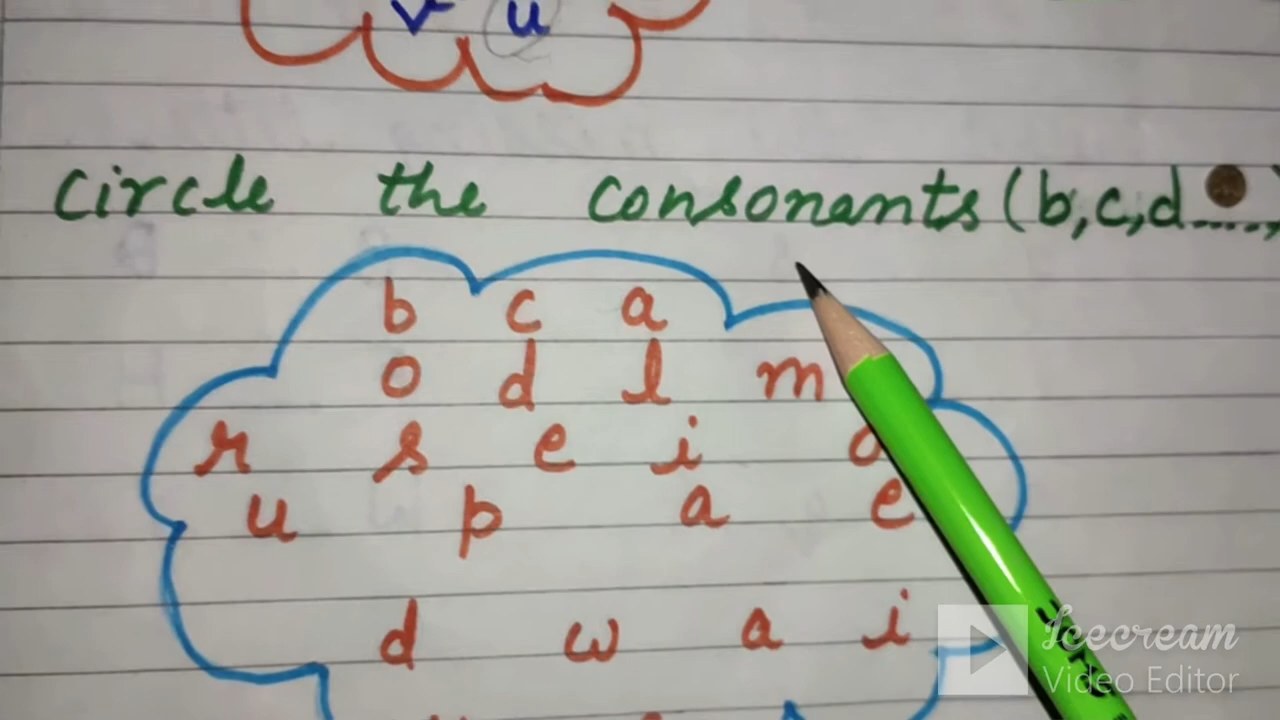 v u
circle the consonants (b,c,d.....,
b c a
o d l m
r s e i
u p a e
d w a i
Icecream
Video Editor